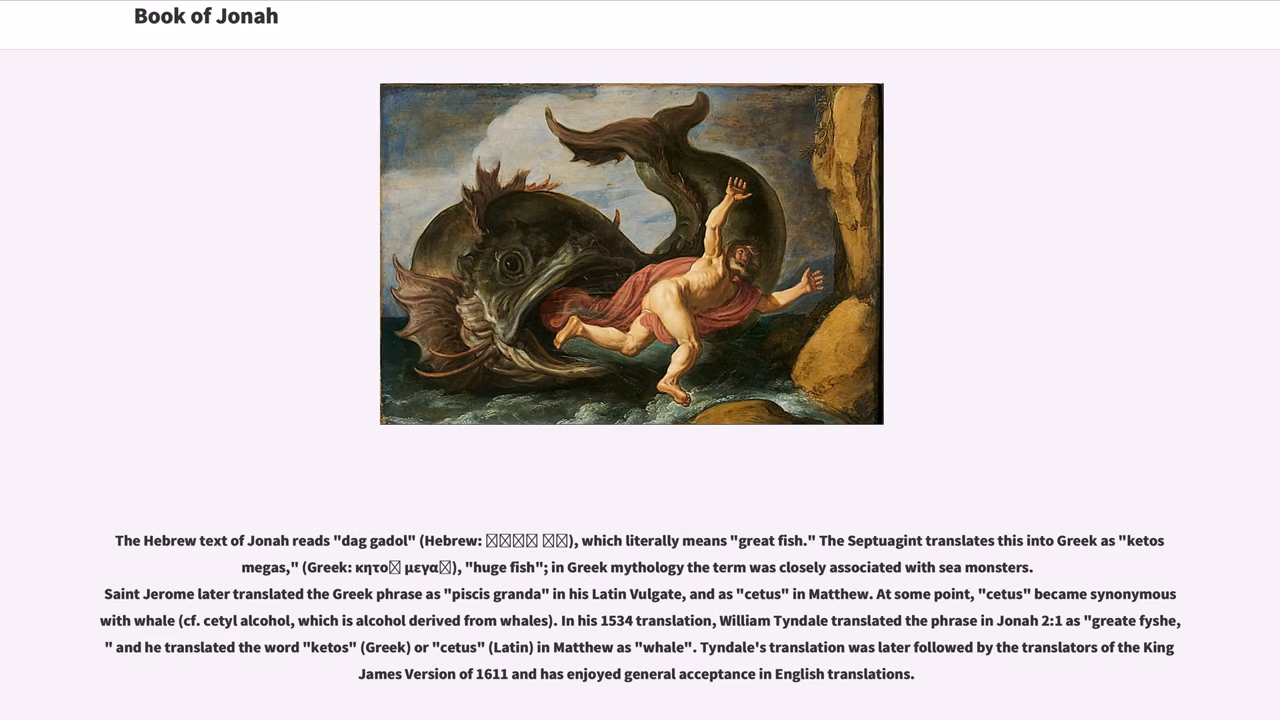 Book of Jonah
The Hebrew text of Jonah reads "dag gadol" (Hebrew: ), which literally means "great fish." The Septuagint translates this into Greek as "ketos
megas," (Greek: κητο μεγα), "huge fish"; in Greek mythology the term was closely associated with sea monsters.
Saint Jerome later translated the Greek phrase as "piscis granda" in his Latin Vulgate, and as "cetus" in Matthew. At some point, "cetus" became synonymous
with whale (cf. cetyl alcohol, which is alcohol derived from whales). In his 1534 translation, William Tyndale translated the phrase in Jonah 2:1 as "greate fyshe,
" and he translated the word "ketos" (Greek) or "cetus" (Latin) in Matthew as "whale". Tyndale's translation was later followed by the translators of the King
James Version of 1611 and has enjoyed general acceptance in English translations.